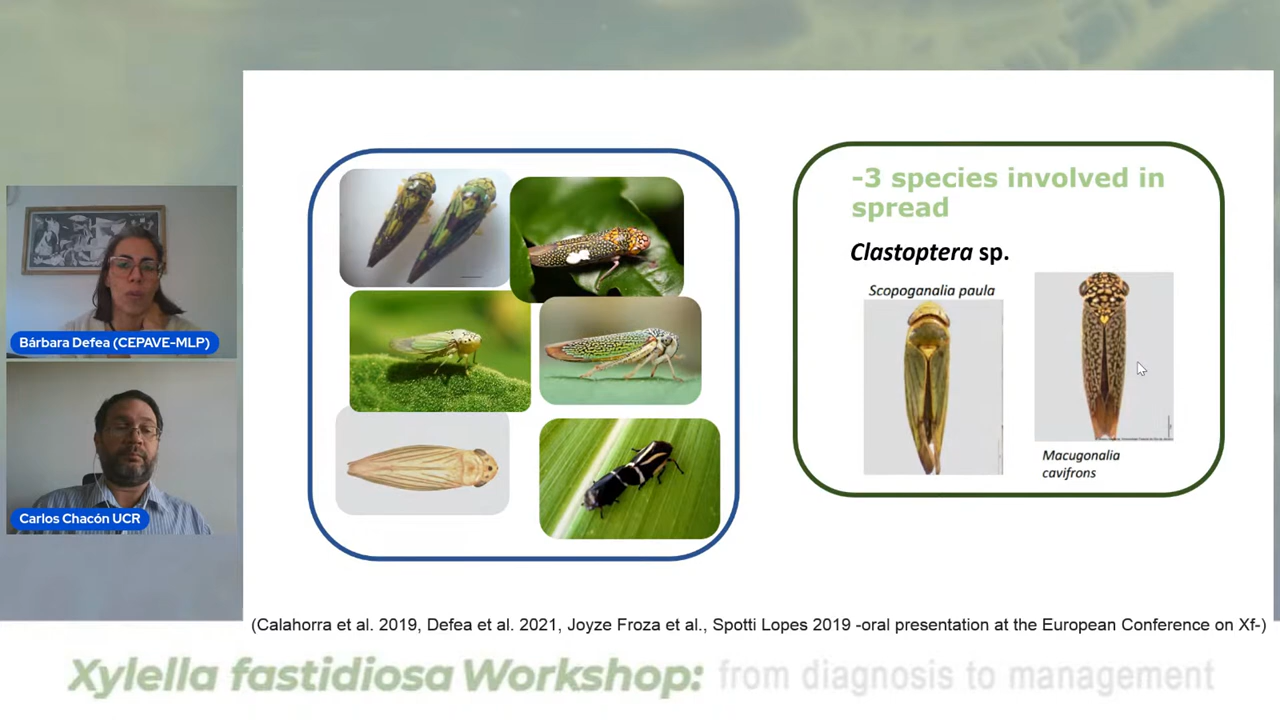 -3 species involved in
spread
Clastoptera sp.
Scopoganalia paula
Macugonalia
cavifrons
Bárbara Defea (CEPAVE-MLP)
Carlos Chacón UCR
(Calahorra et al. 2019, Defea et al. 2021, Joyze Froza et al., Spotti Lopes 2019 -oral presentation at the European Conference on Xf-)
Xylella fastidiosa Workshop: from diagnosis to management